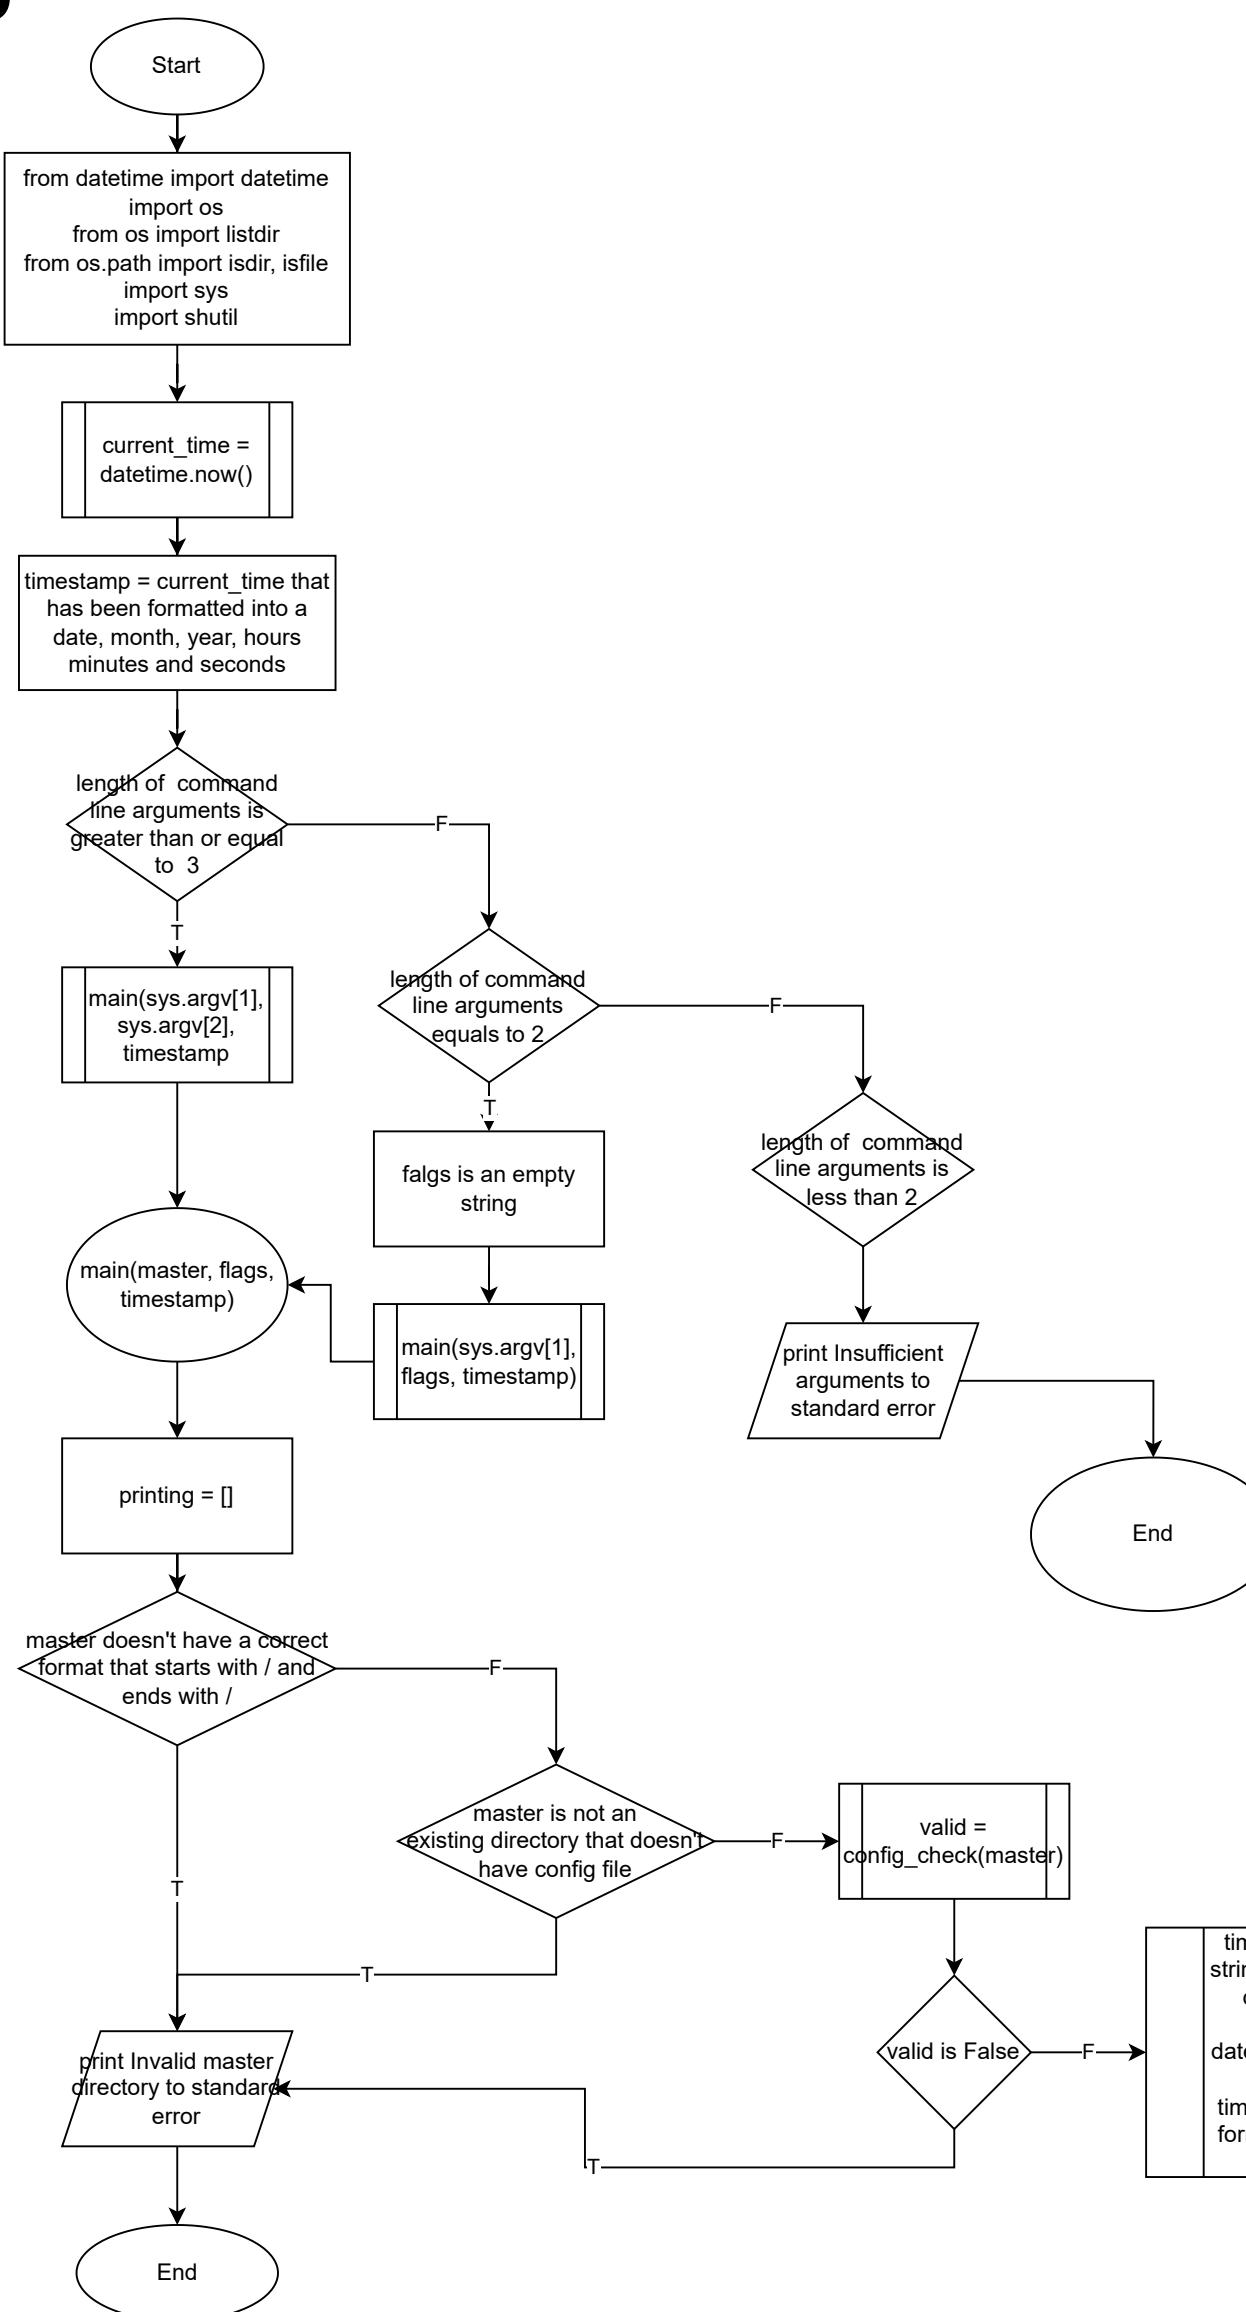 Start
from datetime import datetime
import os
from os import listdir
from os.path import isdir, isfile
import sys
import shutil
current_time =
datetime.now()
timestamp = current_time that
has been formatted into a
date, month, year, hours
minutes and seconds
length of  command
line arguments is
greater than or equal
to  3
F
T
length of command
line arguments
equals to 2
F
T
main(sys.argv[1],
sys.argv[2],
timestamp
length of  command
line arguments is
less than 2
falgs is an empty
string
main(master, flags,
timestamp)
main(sys.argv[1],
flags, timestamp)
print Insufficient
arguments to
standard error
End
printing = []
master doesn't have a correct
format that starts with / and
ends with /
F
T
master is not an
existing directory that doesn't
have config file
F
T
valid =
config_check(master)
valid is False
F
T
print Invalid master
directory to standard
error
End